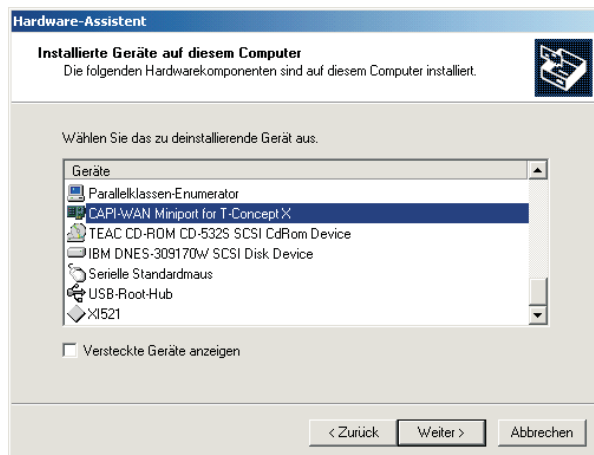 Hardware-Assistent
Installierte Geräte auf diesem Computer
Die folgenden Hardwarekomponenten sind auf diesem Computer installiert.
Wählen Sie das zu deinstallierende Gerät aus.
Geräte
Parallelklassen-Enumerator
CAPI-WAN Miniport for T-Concept X
TEAC CD-ROM CD-532S SCSI CdRom Device
IBM DNES-309170W SCSI Disk Device
Serielle Standardmaus
USB-Root-Hub
XI521
Versteckte Geräte anzeigen
< Zurück Weiter > Abbrechen